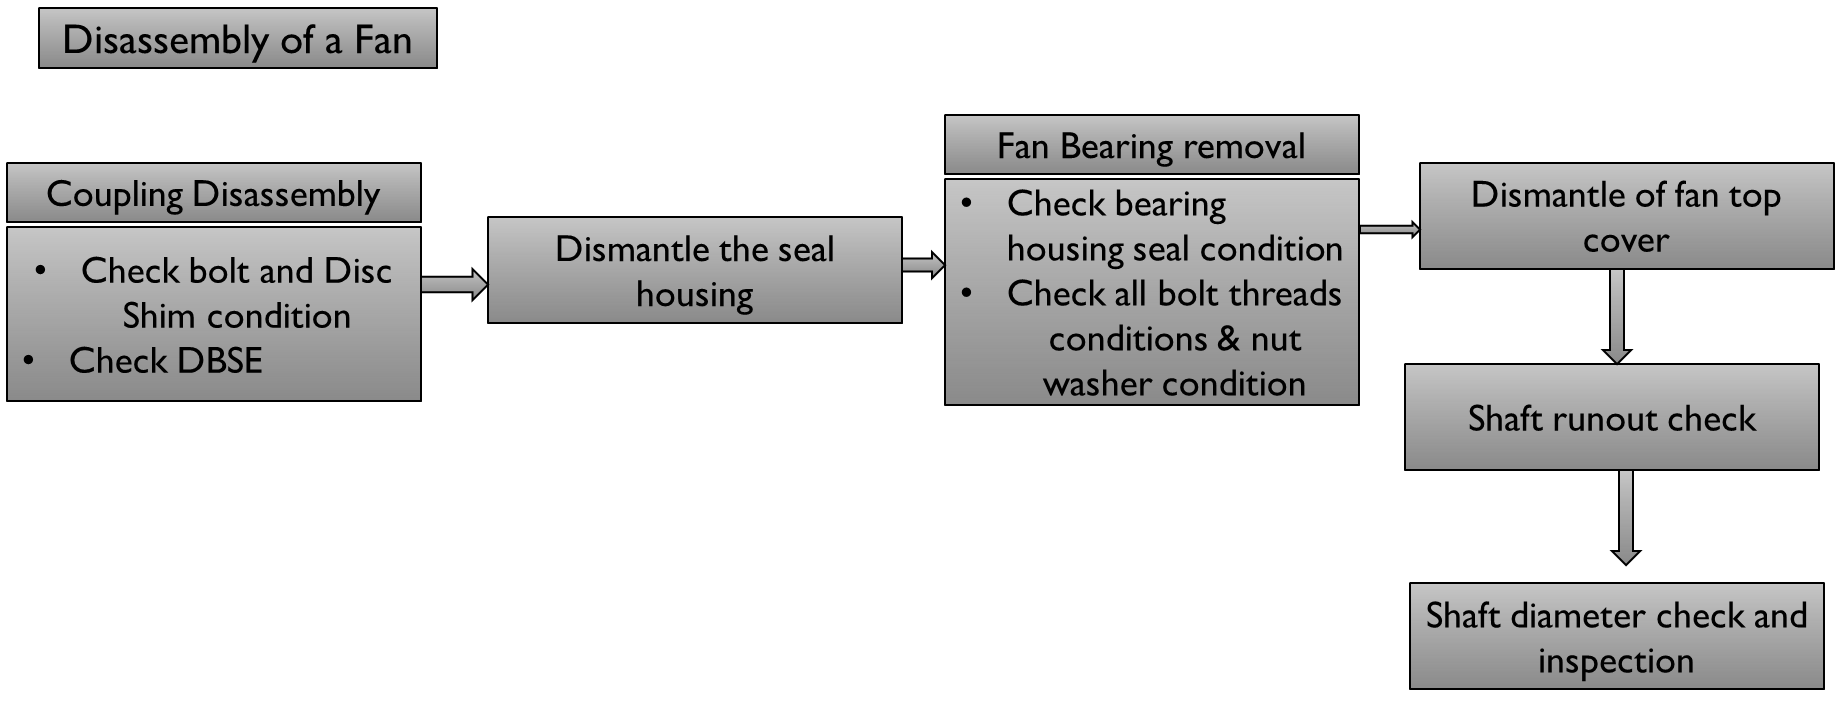 Disassembly of a Fan
Coupling Disassembly
• Check bolt and Disc
Shim condition
• Check DBSE
Dismantle the seal
housing
Fan Bearing removal
• Check bearing
housing seal condition
• Check all bolt threads
conditions & nut
washer condition
Dismantle of fan top
cover
Shaft runout check
Shaft diameter check and
inspection